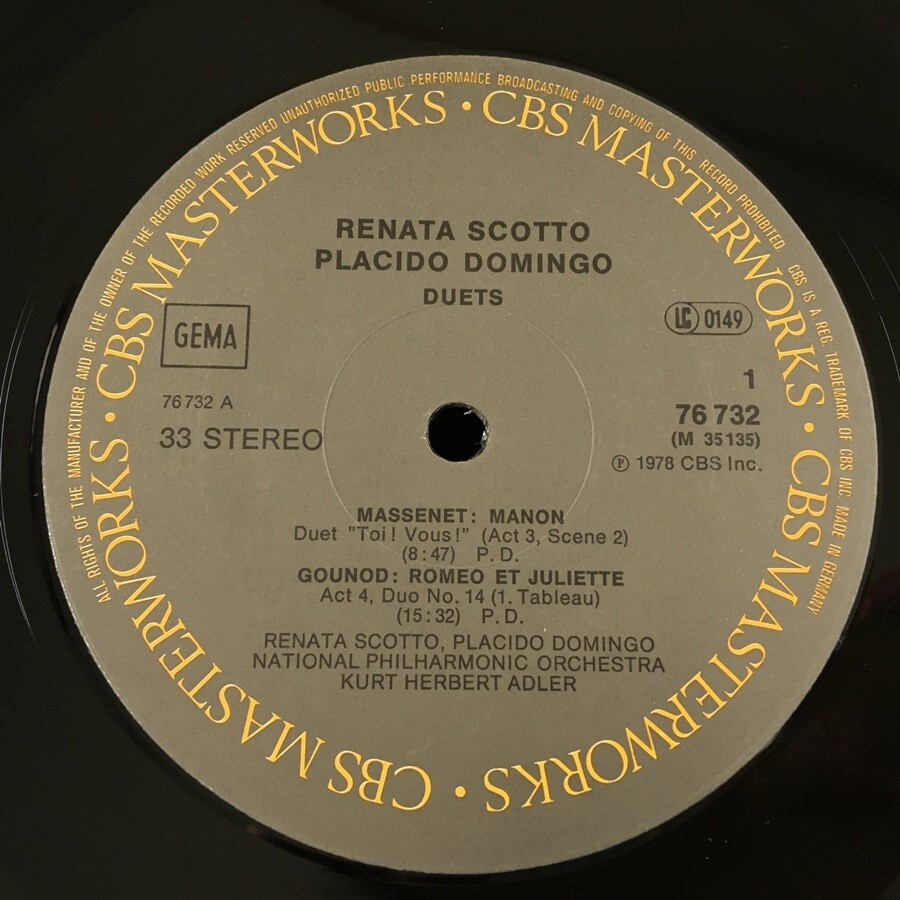 ALL RIGHTS OF THE MANUFACTURER AND OF THE OWNER OF THE RECORDED WORK RESERVED UNAUTHORIZED PUBLIC PERFORMANCE BROADCASTING AND COPYING OF THIS RECORD PROHIBITED CBS IS A REG. TRADEMARK OF CBS INC. MADE IN GERMANY
CBS MASTERWORKS • CBS MASTERWORKS • CBS MASTERWORKS • CBS MASTERWORKS • CBS MASTERWORKS •
RENATA SCOTTO
PLACIDO DOMINGO
DUETS
GEMA
LC 0149
76 732 A
33 STEREO
1
76 732
(M 35135)
Ⓟ 1978 CBS Inc.
MASSENET: MANON
Duet "Toi! Vous!" (Act 3, Scene 2)
(8:47) P.D.
GOUNOD: ROMEO ET JULIETTE
Act 4, Duo No. 14 (1. Tableau)
(15:32) P.D.
RENATA SCOTTO, PLACIDO DOMINGO
NATIONAL PHILHARMONIC ORCHESTRA
KURT HERBERT ADLER